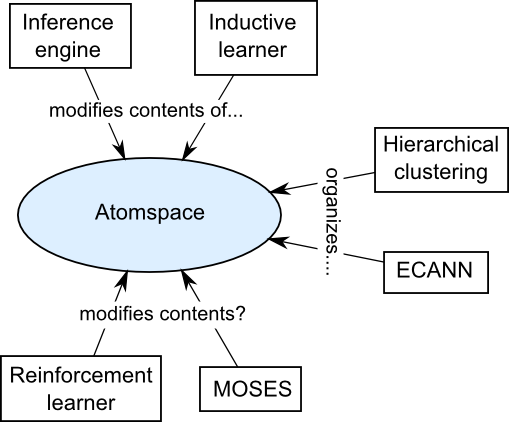 Inference
engine
Inductive
learner
modifies contents of...
Hierarchical
clustering
organizes....
Atomspace
ECANN
modifies contents?
Reinforcement
learner
MOSES